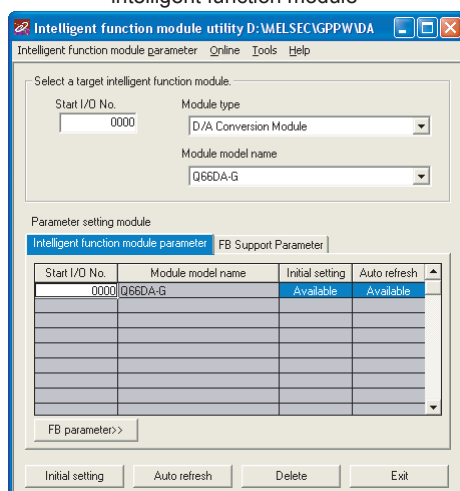 intelligent function module
Intelligent function module utility D:\MELSEC\GPPW\DA
Intelligent function module parameter Online Tools Help
Select a target intelligent function module.
Start I/O No. Module type
0000 D/A Conversion Module
Module model name
Q66DA-G
Parameter setting module
Intelligent function module parameter FB Support Parameter
Start I/O No. Module model name Initial setting Auto refresh
0000 Q66DA-G Available Available
FB parameter>>
Initial setting Auto refresh Delete Exit